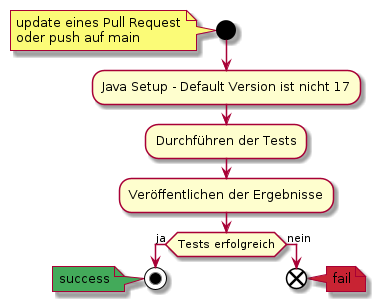 update eines Pull Request
oder push auf main
Java Setup - Default Version ist nicht 17
Durchführen der Tests
Veröffentlichen der Ergebnisse
ja
Tests erfolgreich
nein
success
fail